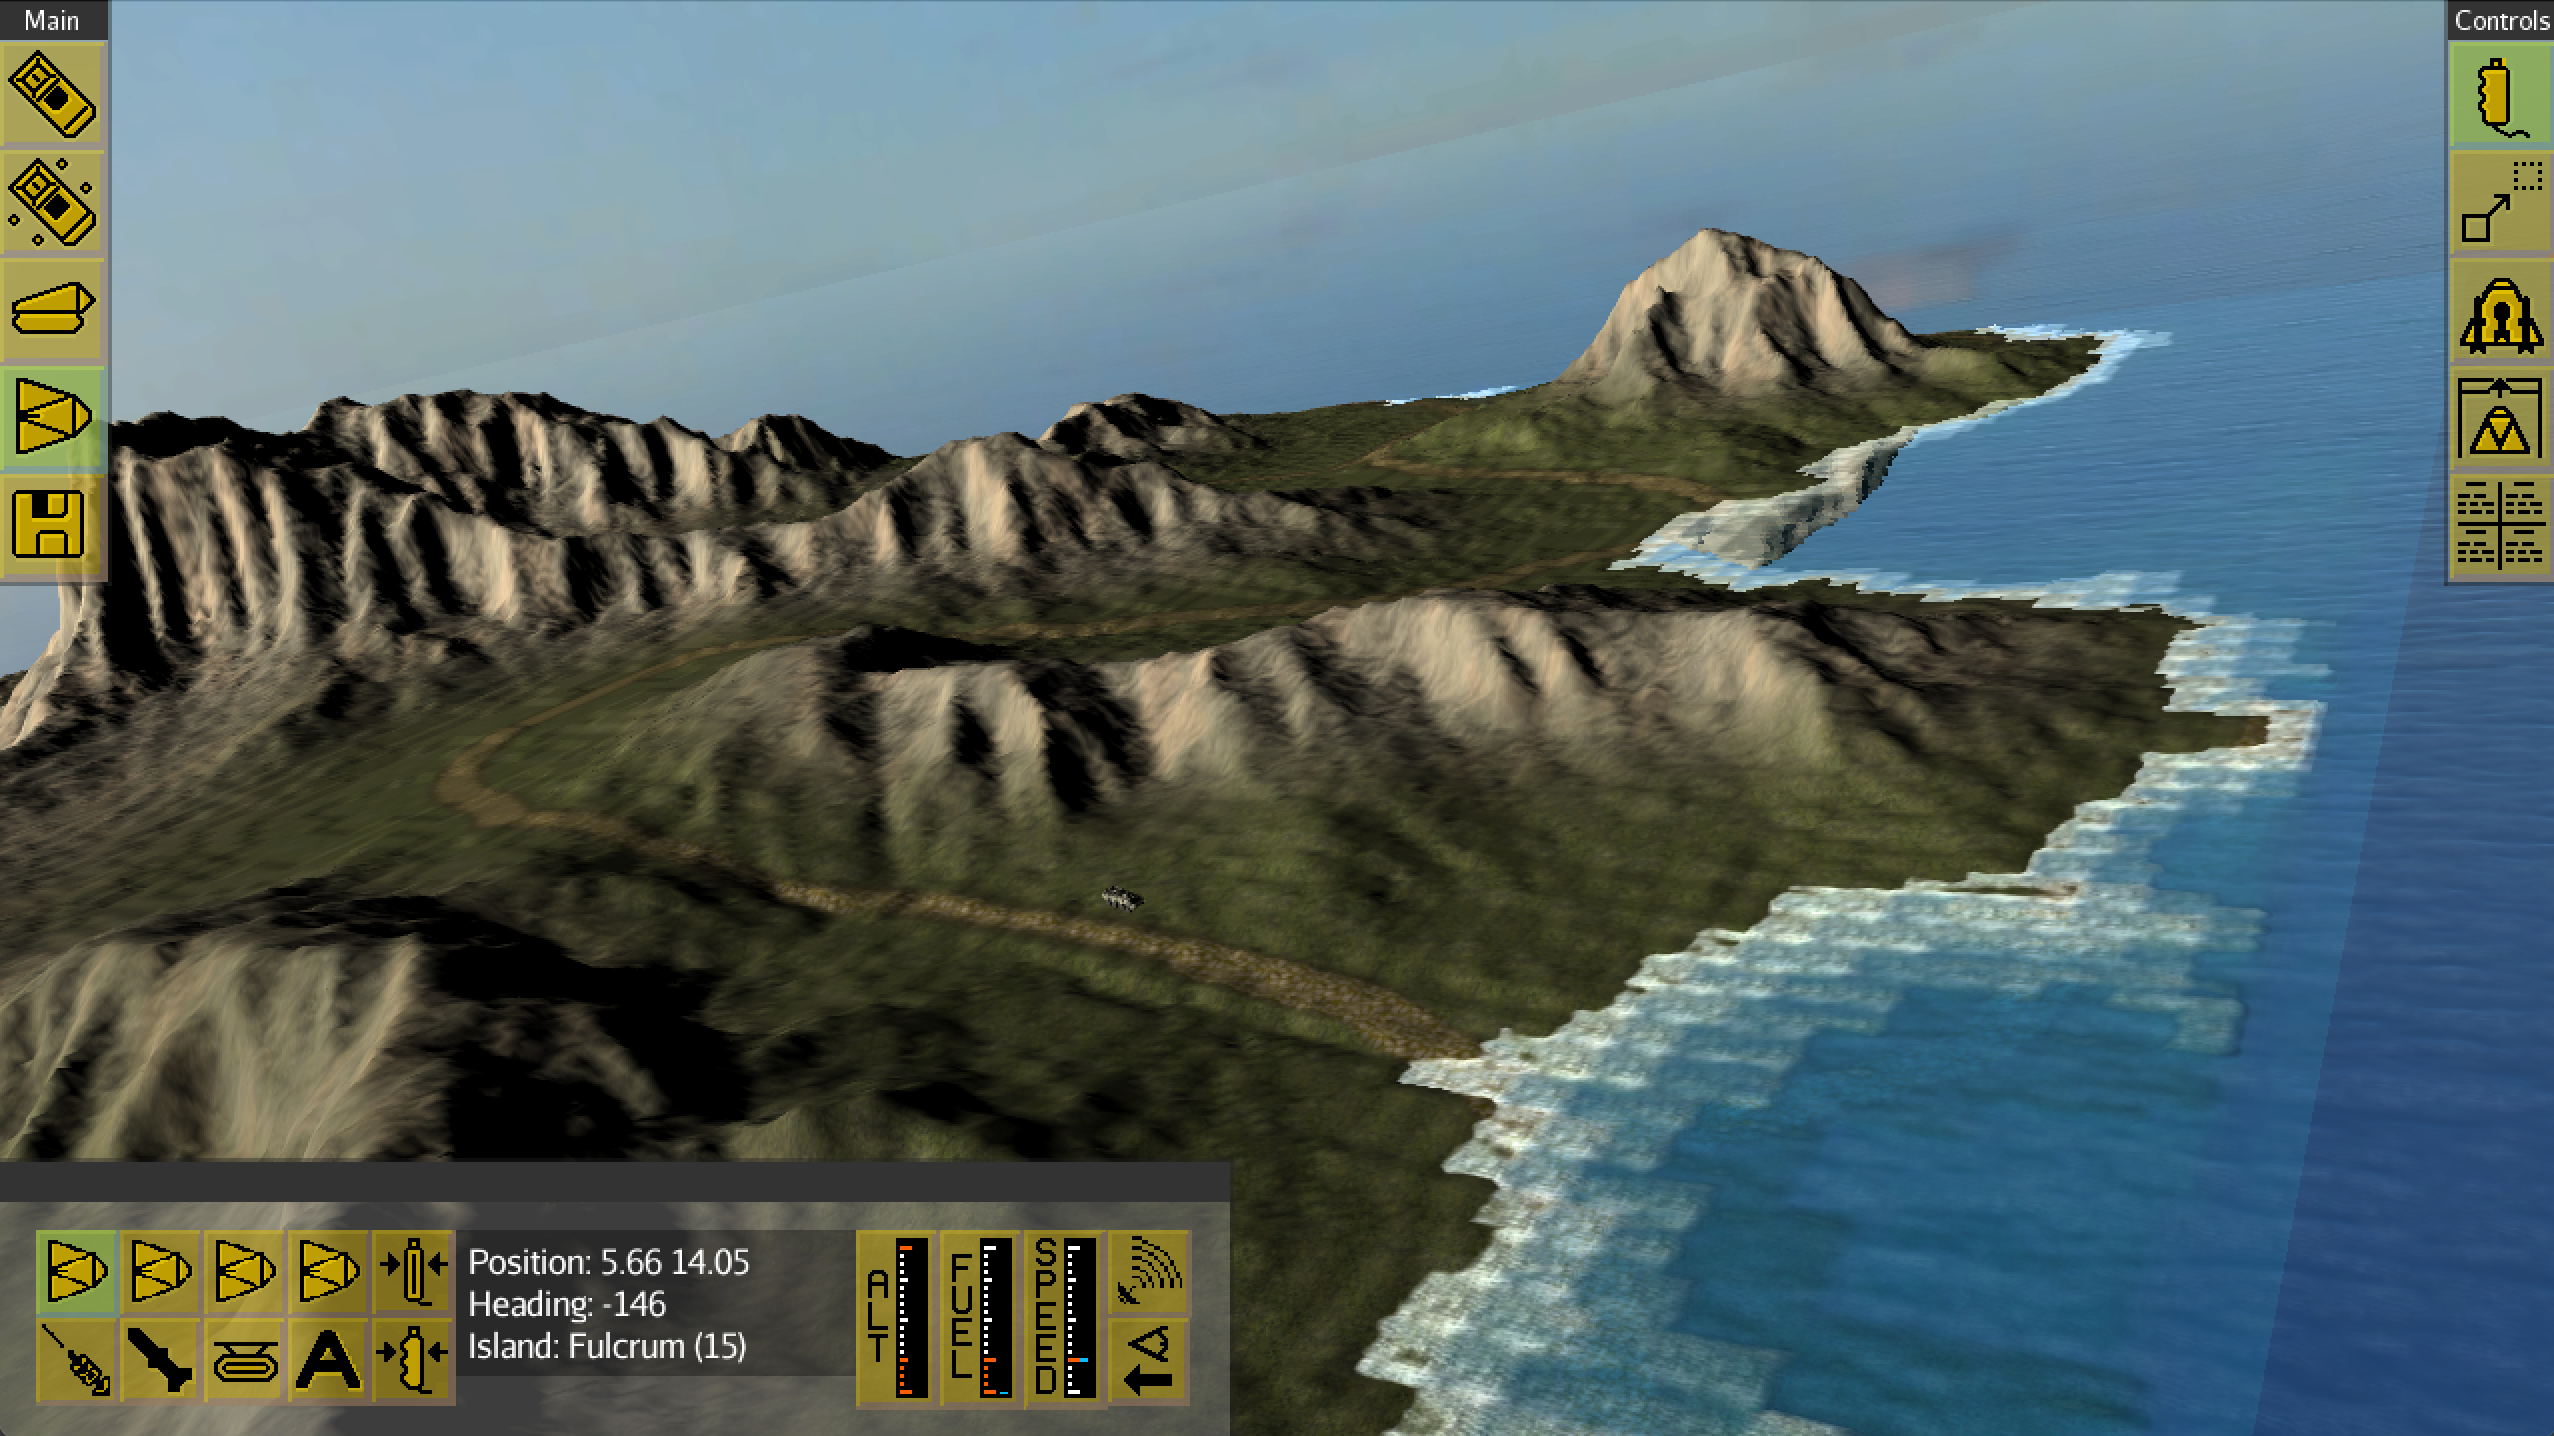 Main
Controls
Position: 5.66 14.05
Heading: -146
Island: Fulcrum (15)
ALT
FUEL
SPEED
A